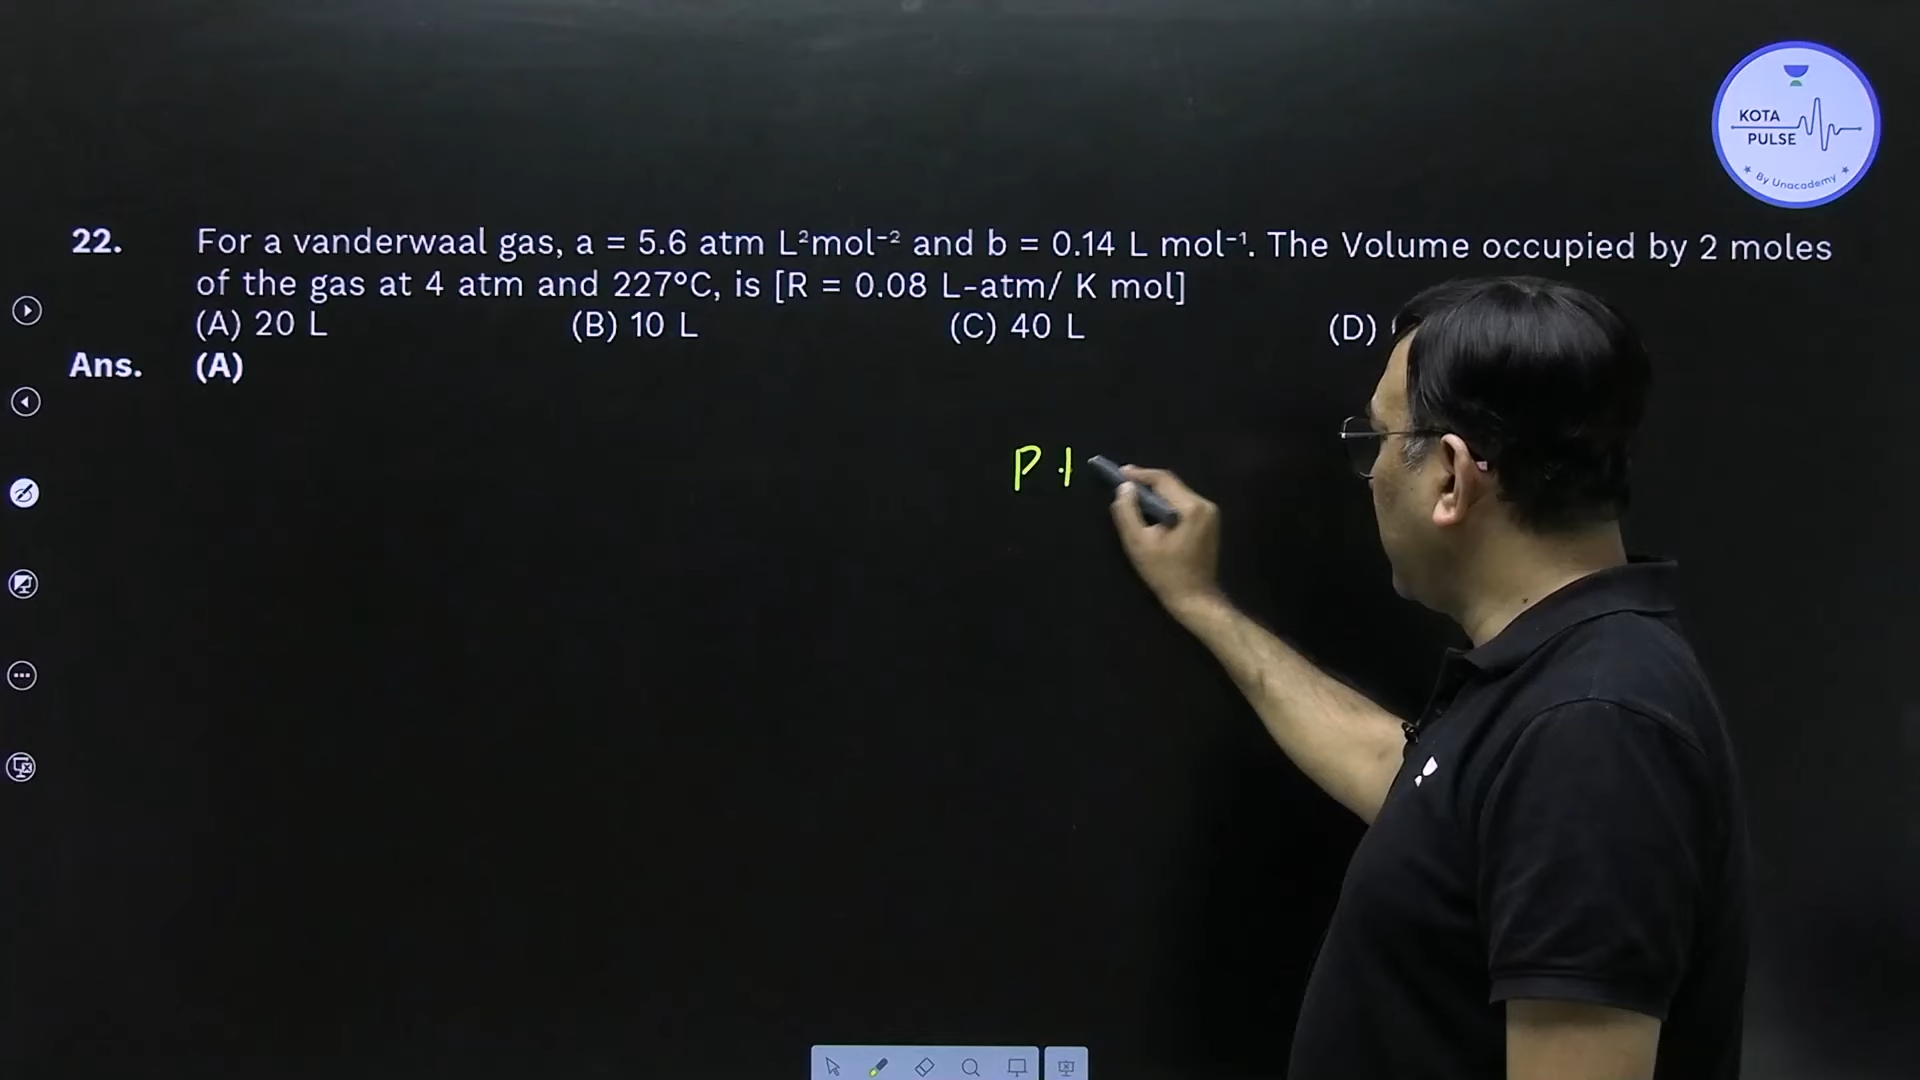 KOTA
PULSE
★ By Unacademy ★
22. For a vanderwaal gas, a = 5.6 atm L²mol⁻² and b = 0.14 L mol⁻¹. The Volume occupied by 2 moles
of the gas at 4 atm and 227°C, is [R = 0.08 L-atm/ K mol]
(A) 20 L (B) 10 L (C) 40 L (D)
Ans. (A)
P +